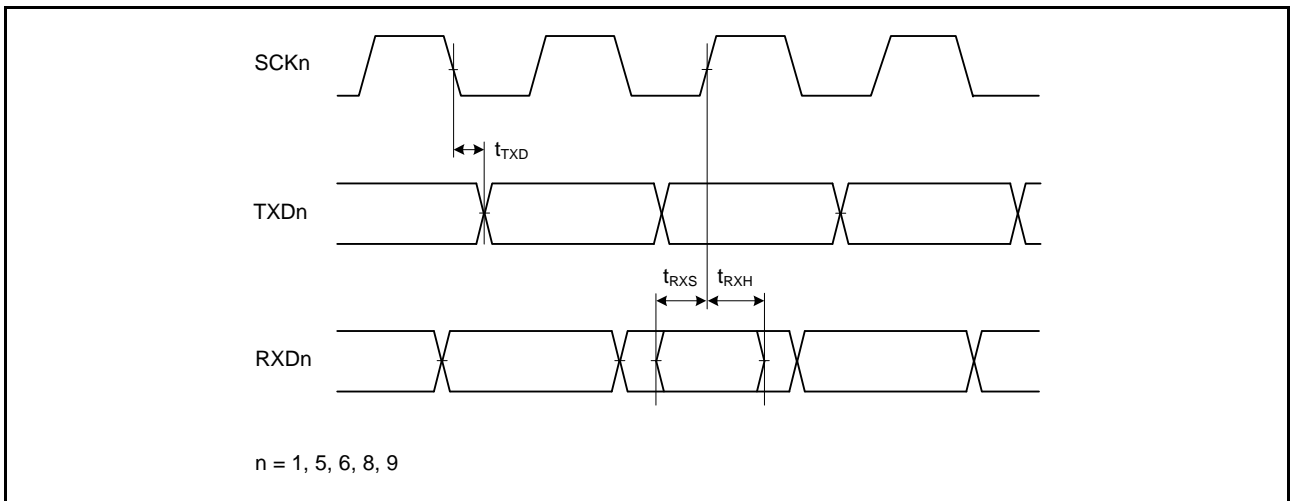 SCKn
tTXD
TXDn
tRXS tRXH
RXDn
n = 1, 5, 6, 8, 9